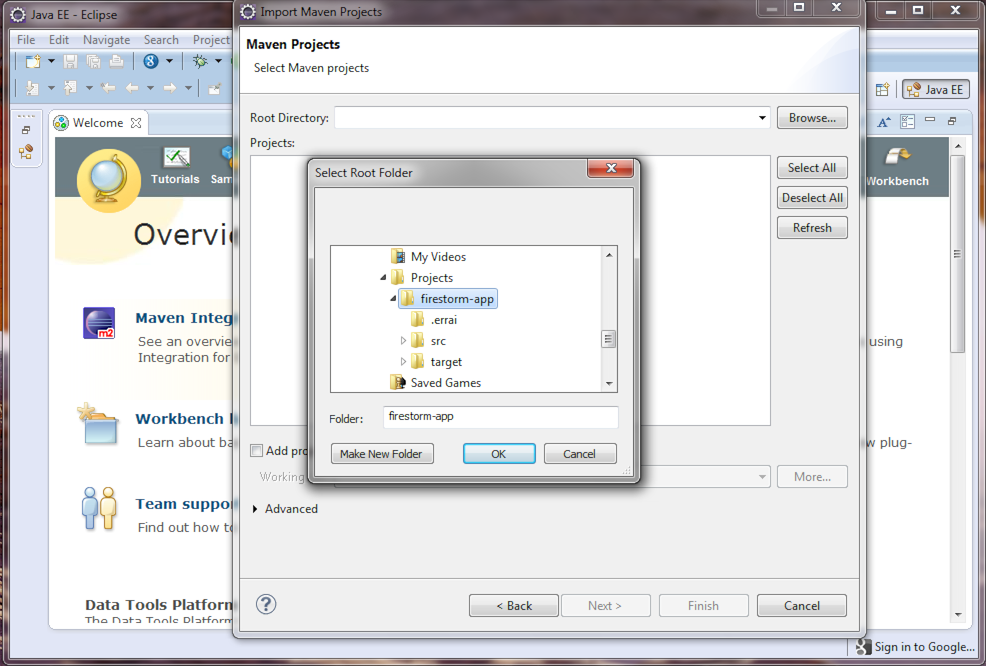 Java EE - Eclipse
Import Maven Projects
File Edit Navigate Search Project
Maven Projects
Select Maven projects
8
Java EE
Root Directory:
Browse...
Welcome
Projects:
Select All
Deselect All
Refresh
Tutorials
Sam
Workbench
Select Root Folder
X
Overvi
My Videos
Projects
firestorm-app
.errai
src
target
Saved Games
m2
Maven Integ
See an overvie
using
Integration for
Folder: firestorm-app
Make New Folder
OK
Cancel
Workbench
Learn about ba
w plug-
Add pro
Working
More...
Advanced
Team suppo
Find out how to
Data Tools Platform
The Data Tools Platform
?
< Back
Next >
Finish
Cancel
Sign in to Google...